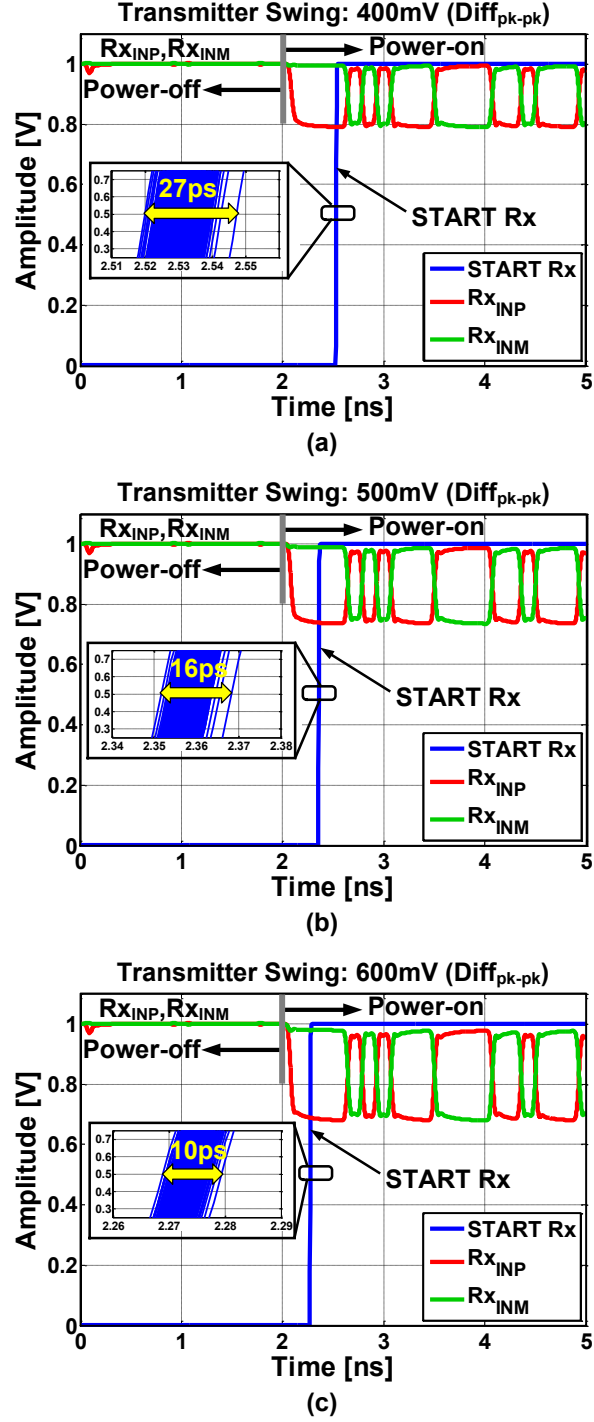 Transmitter Swing: 400mV (Diffpk-pk)
RxINP,RxINM
Power-on
Power-off
27ps
0.7
0.6
0.5
0.4
0.3
2.51 2.52 2.53 2.54 2.55
START Rx
START Rx
RxINP
RxINM
Amplitude [V]
1
0.8
0.6
0.4
0.2
0
0 1 2 3 4 5
Time [ns]
(a)
Transmitter Swing: 500mV (Diffpk-pk)
RxINP,RxINM
Power-on
Power-off
16ps
0.7
0.6
0.5
0.4
0.3
2.34 2.35 2.36 2.37 2.38
START Rx
START Rx
RxINP
RxINM
Amplitude [V]
1
0.8
0.6
0.4
0.2
0
0 1 2 3 4 5
Time [ns]
(b)
Transmitter Swing: 600mV (Diffpk-pk)
RxINP,RxINM
Power-on
Power-off
10ps
0.7
0.6
0.5
0.4
0.3
2.26 2.27 2.28 2.29
START Rx
START Rx
RxINP
RxINM
Amplitude [V]
1
0.8
0.6
0.4
0.2
0
0 1 2 3 4 5
Time [ns]
(c)